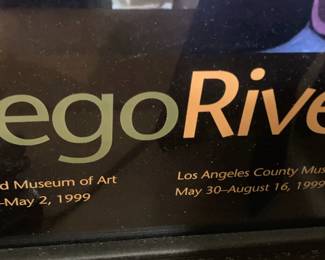 egoRive
d Museum of Art
–May 2, 1999
Los Angeles County Mus
May 30–August 16, 1999